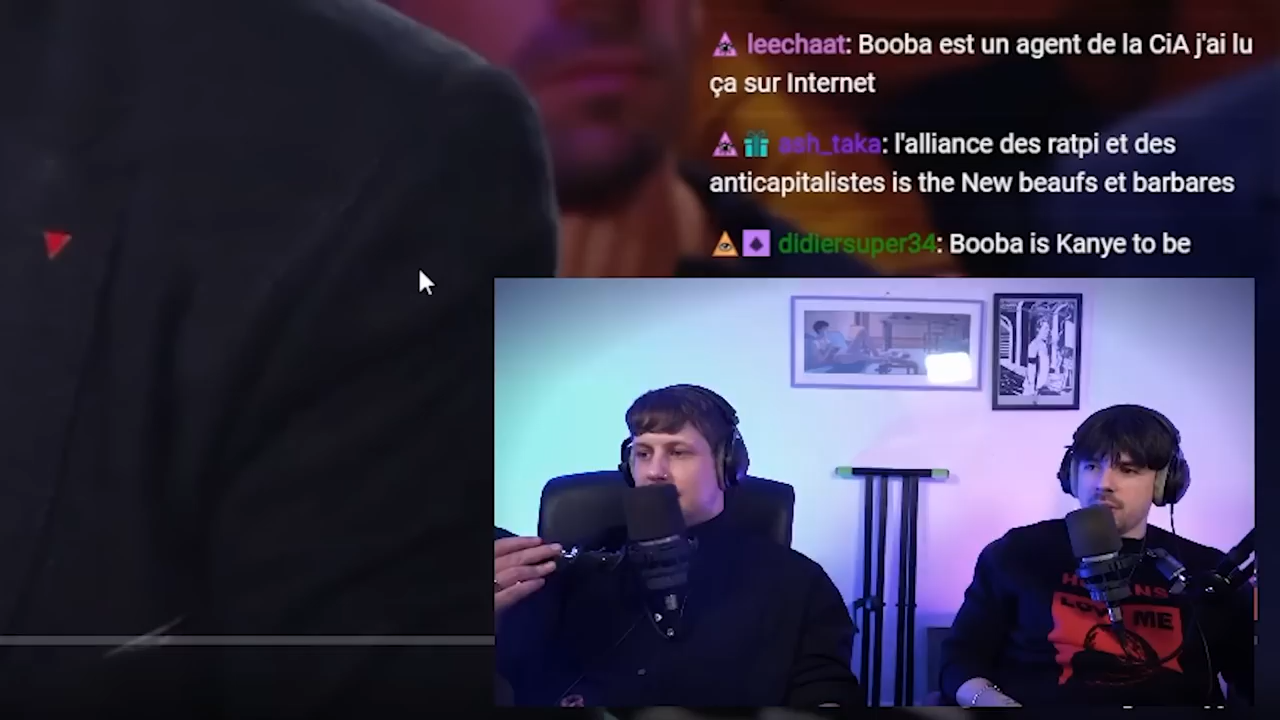 leechaat: Booba est un agent de la CiA j'ai lu
ça sur Internet
ash_taka: l'alliance des ratpi et des
anticapitalistes is the New beaufs et barbares
didiersuper34: Booba is Kanye to be
LOVE ME